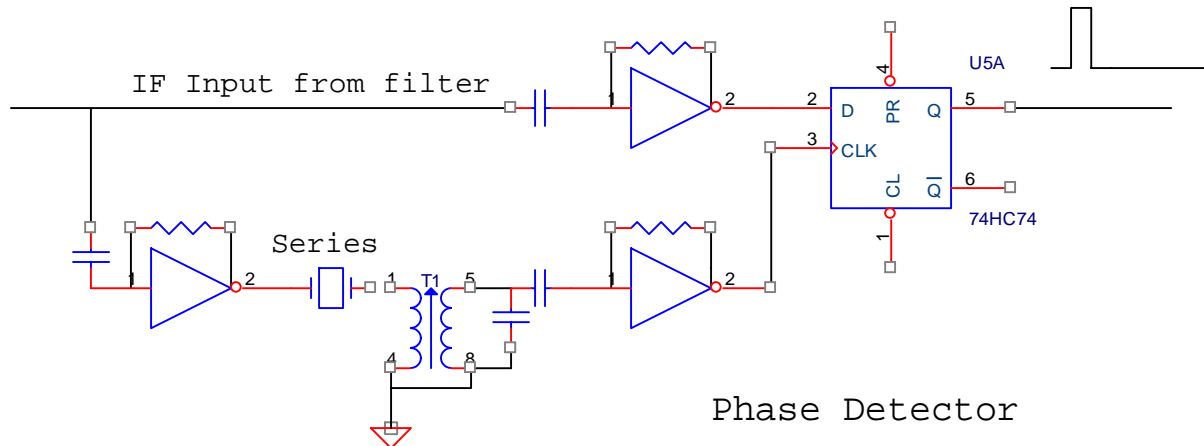 IF Input from filter
1
2
2
D
3
CLK
4
PR
CL
1
Q
5
Q
6
U5A
74HC74
1
2
Series
1
T1
5
4
8
1
2
Phase Detector